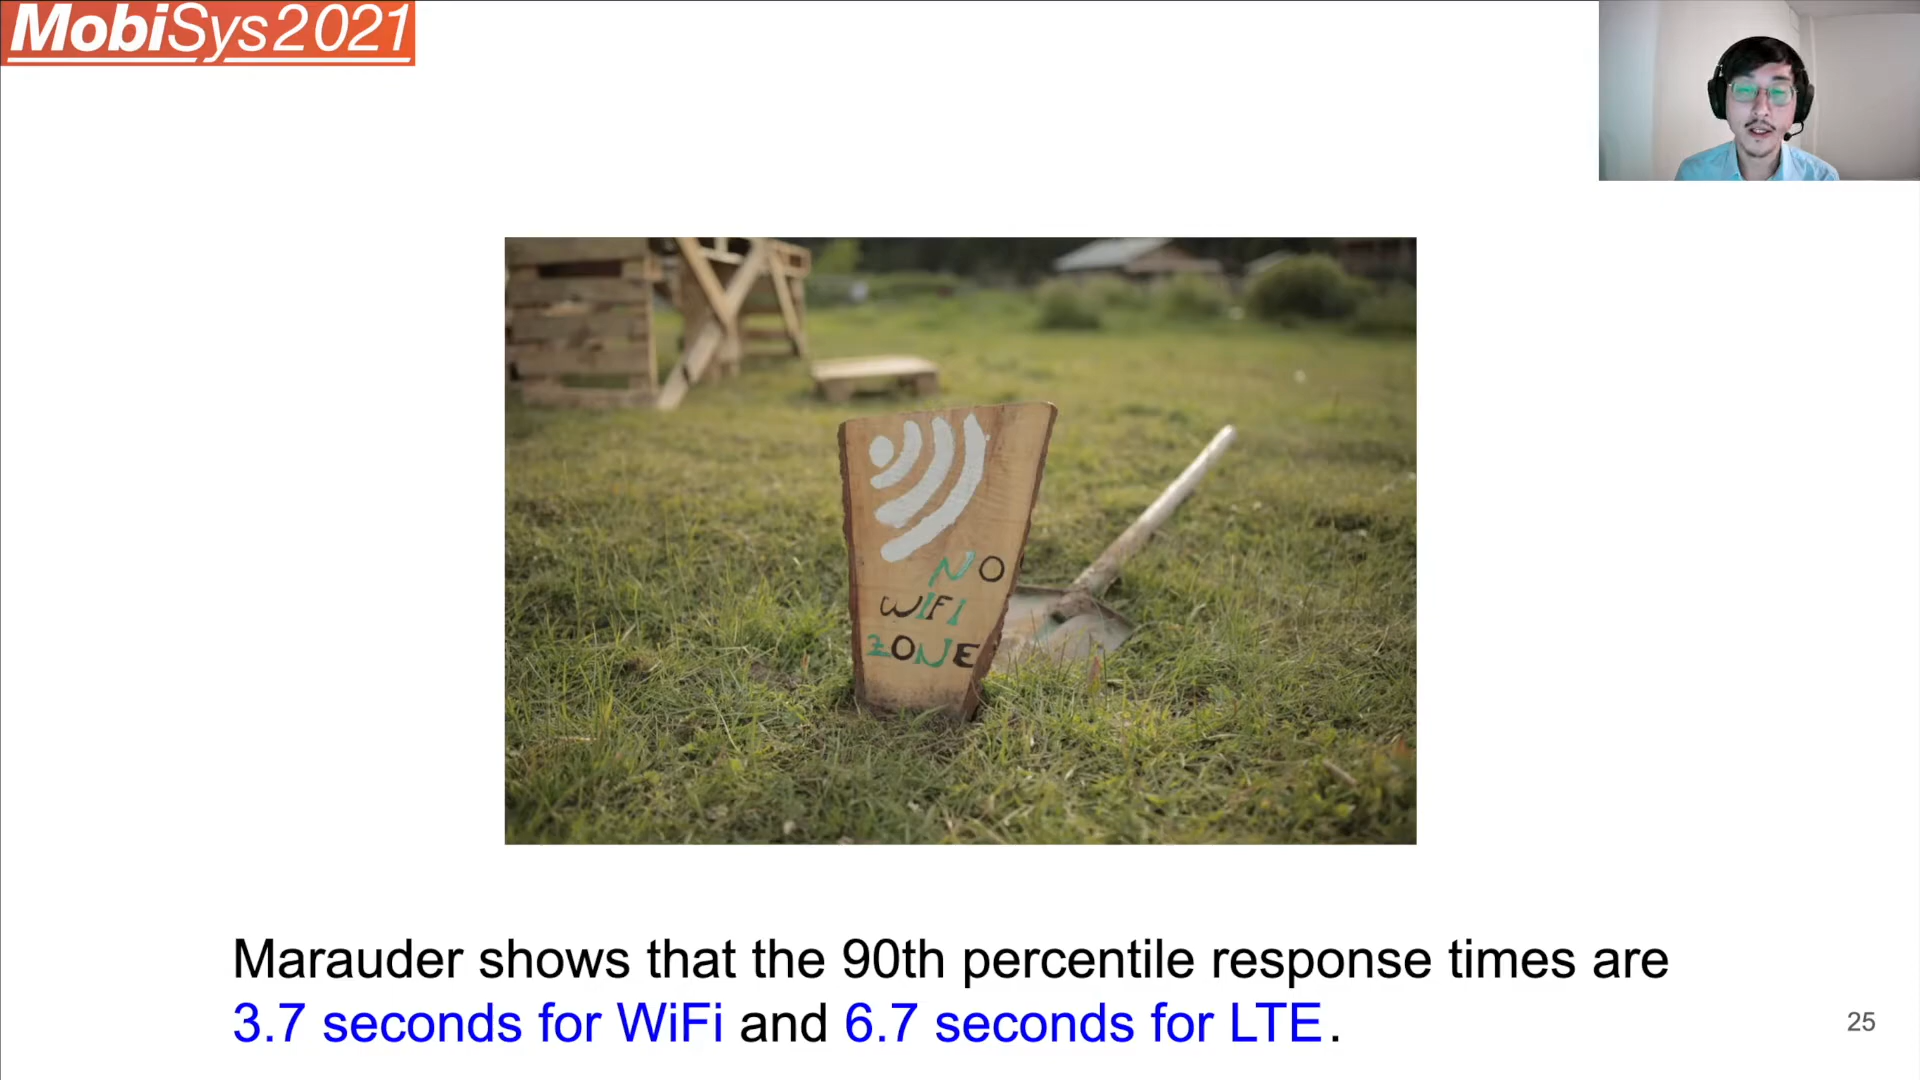 MobiSys2021
NO
WIFI
ZONE
Marauder shows that the 90th percentile response times are
3.7 seconds for WiFi and 6.7 seconds for LTE.
25